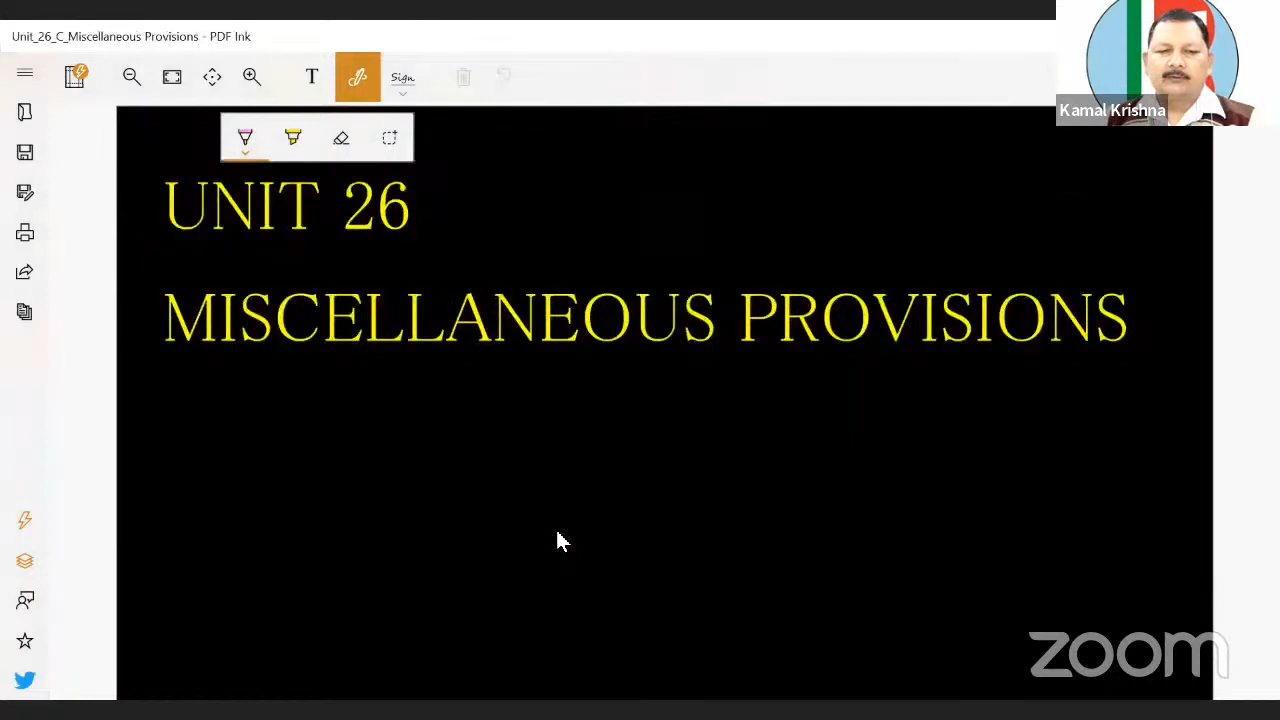 Unit_26_C_Miscellaneous Provisions - PDF Ink
Kamal Krishna
T
Sign
UNIT 26
MISCELLANEOUS PROVISIONS
zoom